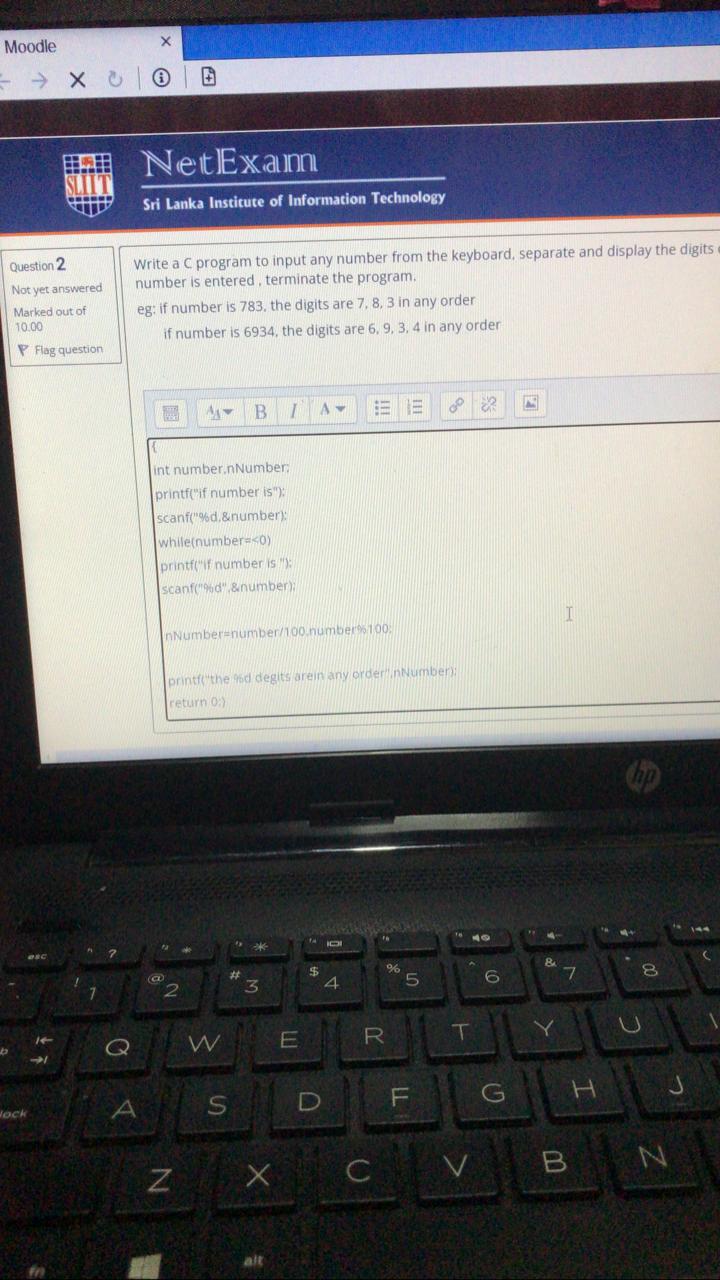 Moodle
SLIIT
NetExam
Sri Lanka Institute of Information Technology
Question 2
Not yet answered
Marked out of
10.00
Flag question
Write a C program to input any number from the keyboard, separate and display the digits
number is entered , terminate the program.
eg: if number is 783, the digits are 7, 8, 3 in any order
if number is 6934, the digits are 6, 9, 3, 4 in any order
B I A
{
int number,nNumber;
printf("if number is");
scanf("%d,&number);
while(number=<0)
printf("if number is ");
scanf("%d",&number);
nNumber=number/100,number%100;
printf("the %d degits arein any order",nNumber);
return 0;}
hp
esc ?
! 1 @ 2 # 3 $ 4 % 5 ^ 6 & 7 * 8 (
Q W E R T Y U
lock A S D F G H J
Z X C V B N
fn alt